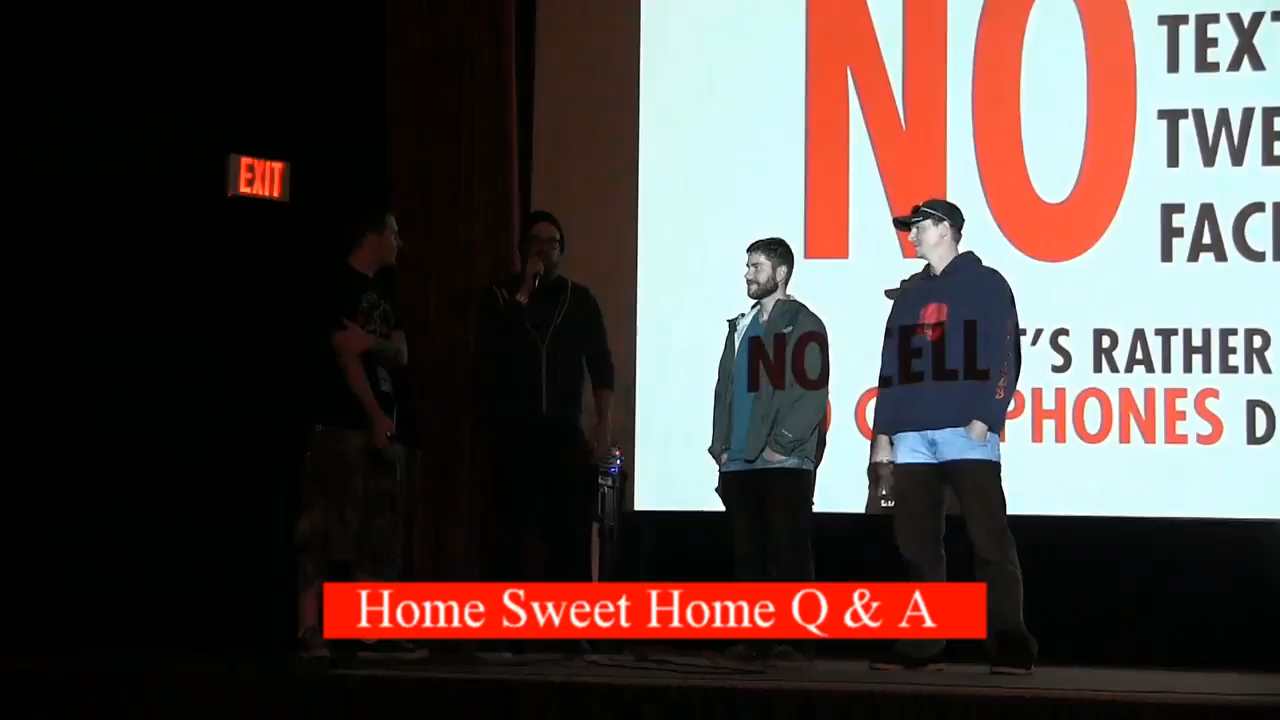 NO
TEXT
TWE
FAC
EXIT
NO CELL
T'S RATHER
PHONES D
Home Sweet Home Q & A